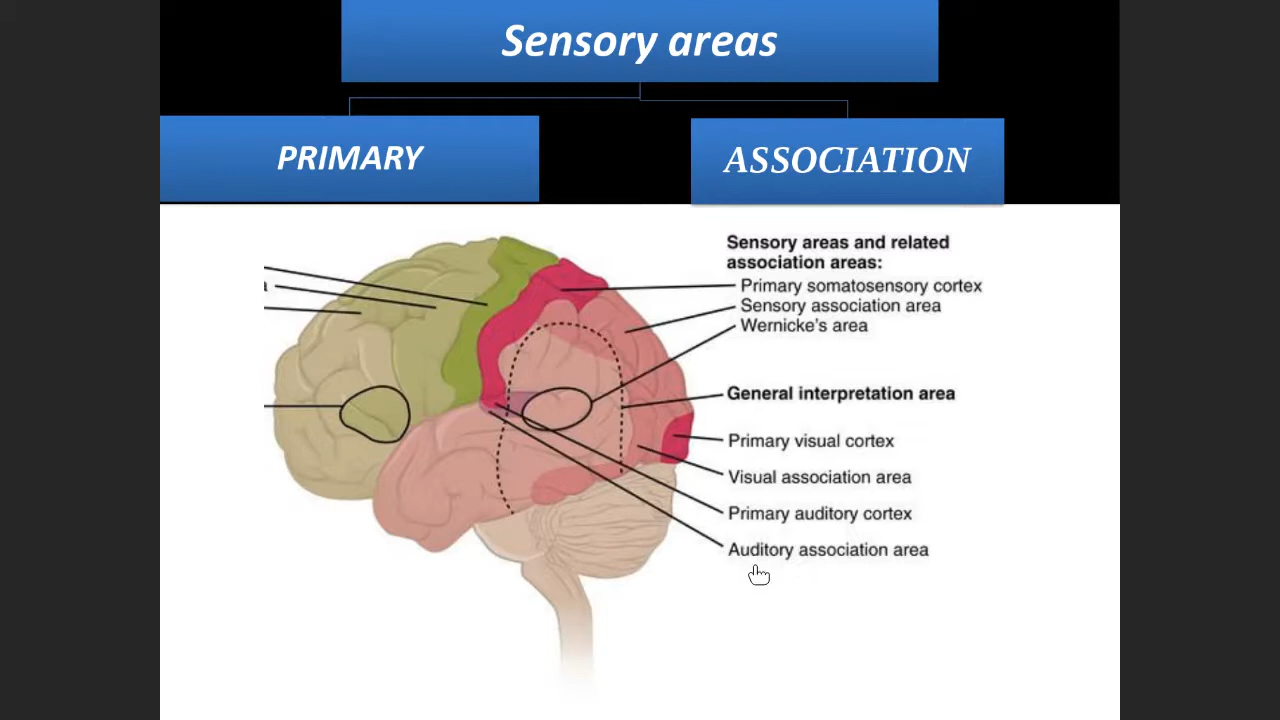 Sensory areas
PRIMARY
ASSOCIATION
Sensory areas and related
association areas:
Primary somatosensory cortex
Sensory association area
Wernicke's area
General interpretation area
Primary visual cortex
Visual association area
Primary auditory cortex
Auditory association area